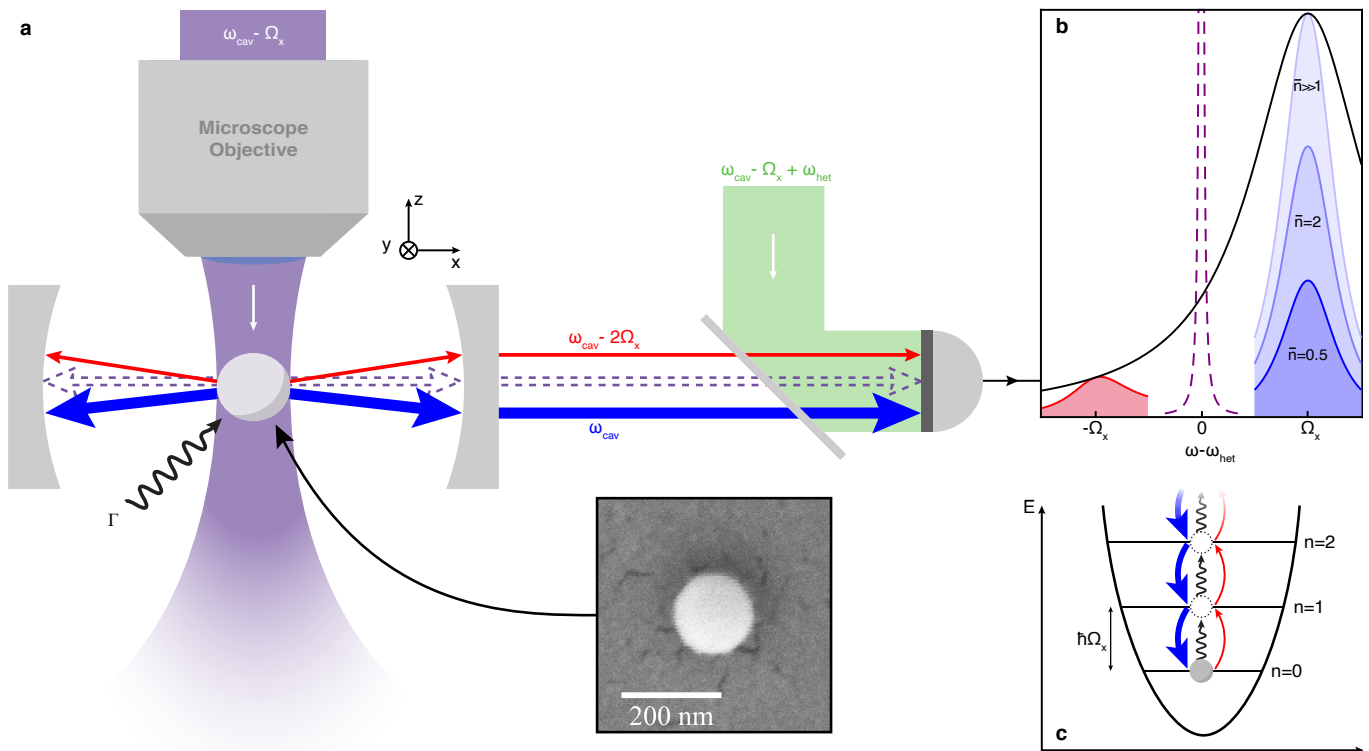 a
ω_cav - Ω_x
Microscope
Objective
z
y
x
ω_cav - Ω_x + ω_het
ω_cav - 2Ω_x
ω_cav
Γ
200 nm
b
n̄≫1
n̄=2
n̄=0.5
-Ω_x
0
Ω_x
ω-ω_het
E
n=2
n=1
ħΩ_x
n=0
c